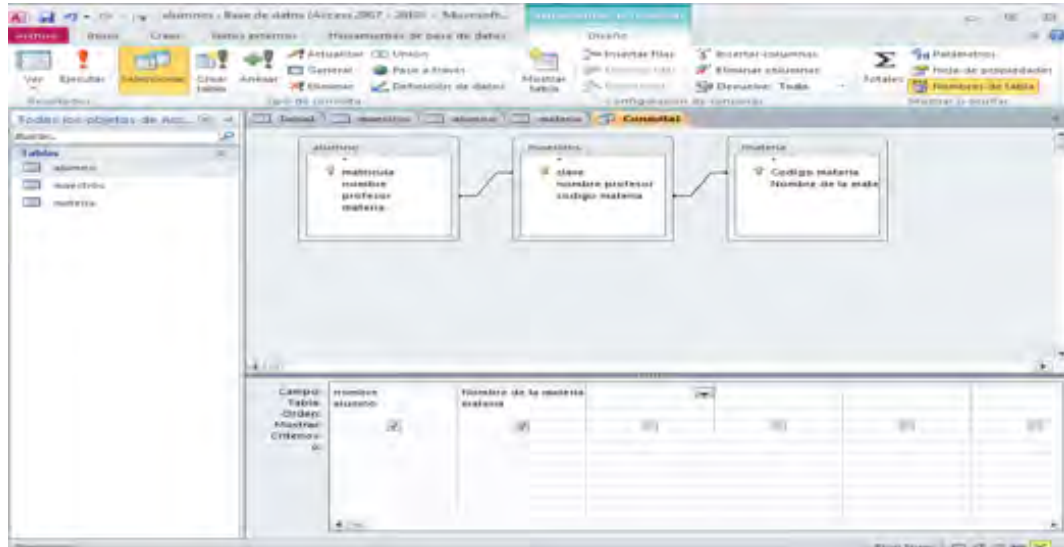 alumnos - Base de datos (Access 2007 - 2010) - Microsoft...
Archivo Inicio Crear Datos externos Herramientas de base de datos Diseño
Ver Ejecutar Seleccionar Crear tabla Anexar
Actualizar Unión
General Paso a través
Eliminar Definición de datos
Mostrar tabla
Insertar filas
Insertar columnas
Eliminar columnas
Devolver: Todo
Totales
Parámetros
Hoja de propiedades
Nombres de tabla
Resultados Tipo de consulta Configuración de consultas Mostrar u ocultar
Todos los objetos de Acc...
Buscar...
Tablas
alumno
maestros
materia
Tabla1 maestros alumno materia Consulta1
alumno
*
matricula
nombre
profesor
materia
maestros
*
clave
nombre profesor
codigo materia
materia
*
Codigo materia
Nombre de la mate
Campo: nombre Nombre de la materia
Tabla: alumno materia
Orden:
Mostrar:
Criterios:
o: